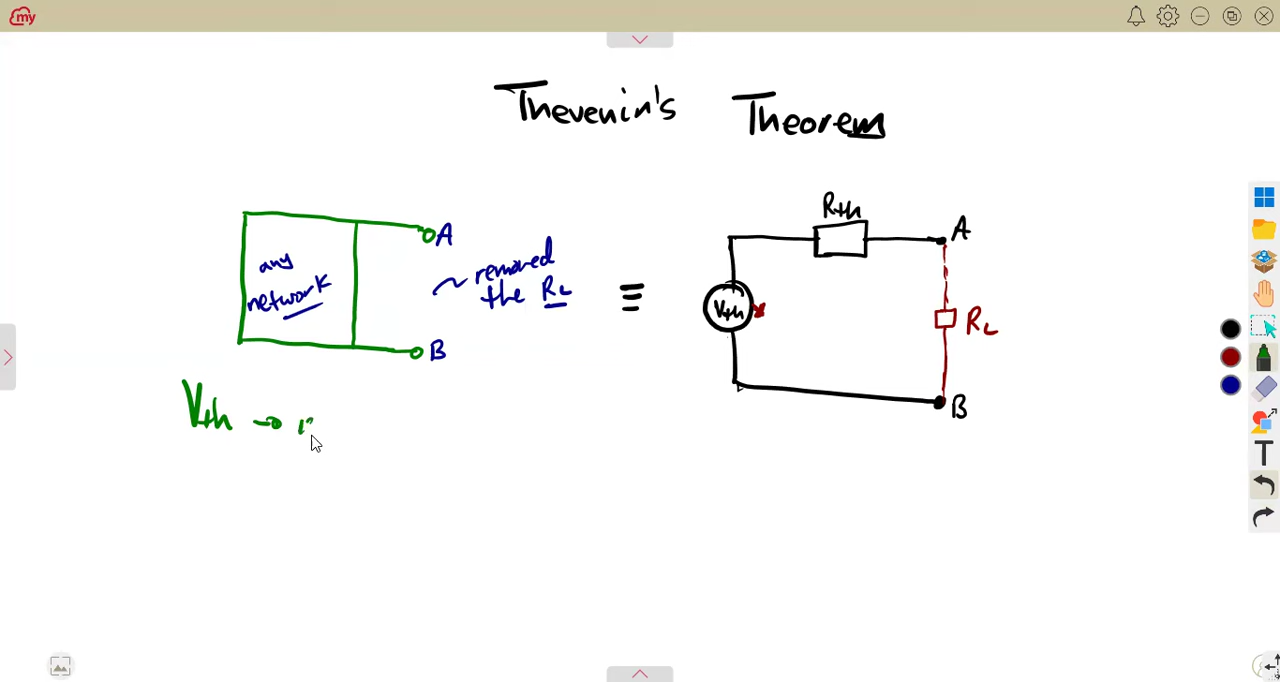 my
Thevenin's Theorem
any
network
A
B
removed
the RL
≡
Rth
Vth
A
RL
B
Vth →
T